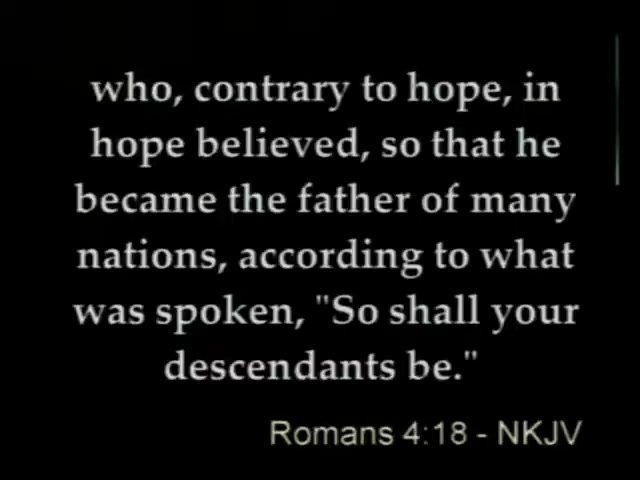 who, contrary to hope, in
hope believed, so that he
became the father of many
nations, according to what
was spoken, "So shall your
descendants be."
Romans 4:18 - NKJV